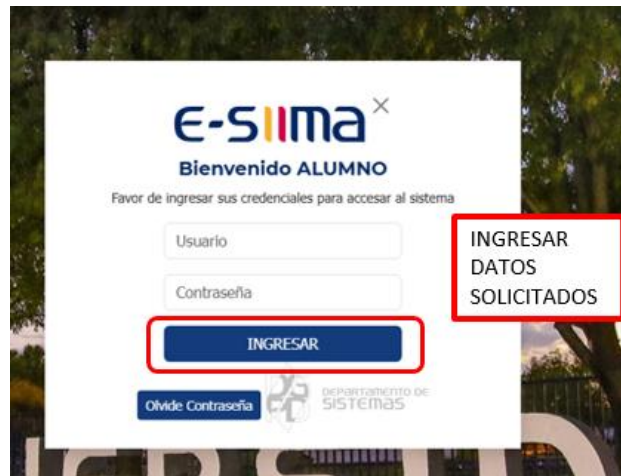 e-siima
Bienvenido ALUMNO
Favor de ingresar sus credenciales para accesar al sistema
Usuario
Contraseña
INGRESAR
INGRESAR
DATOS
SOLICITADOS
Olvide Contraseña
DEPARTAMENTO DE
SISTEMAS